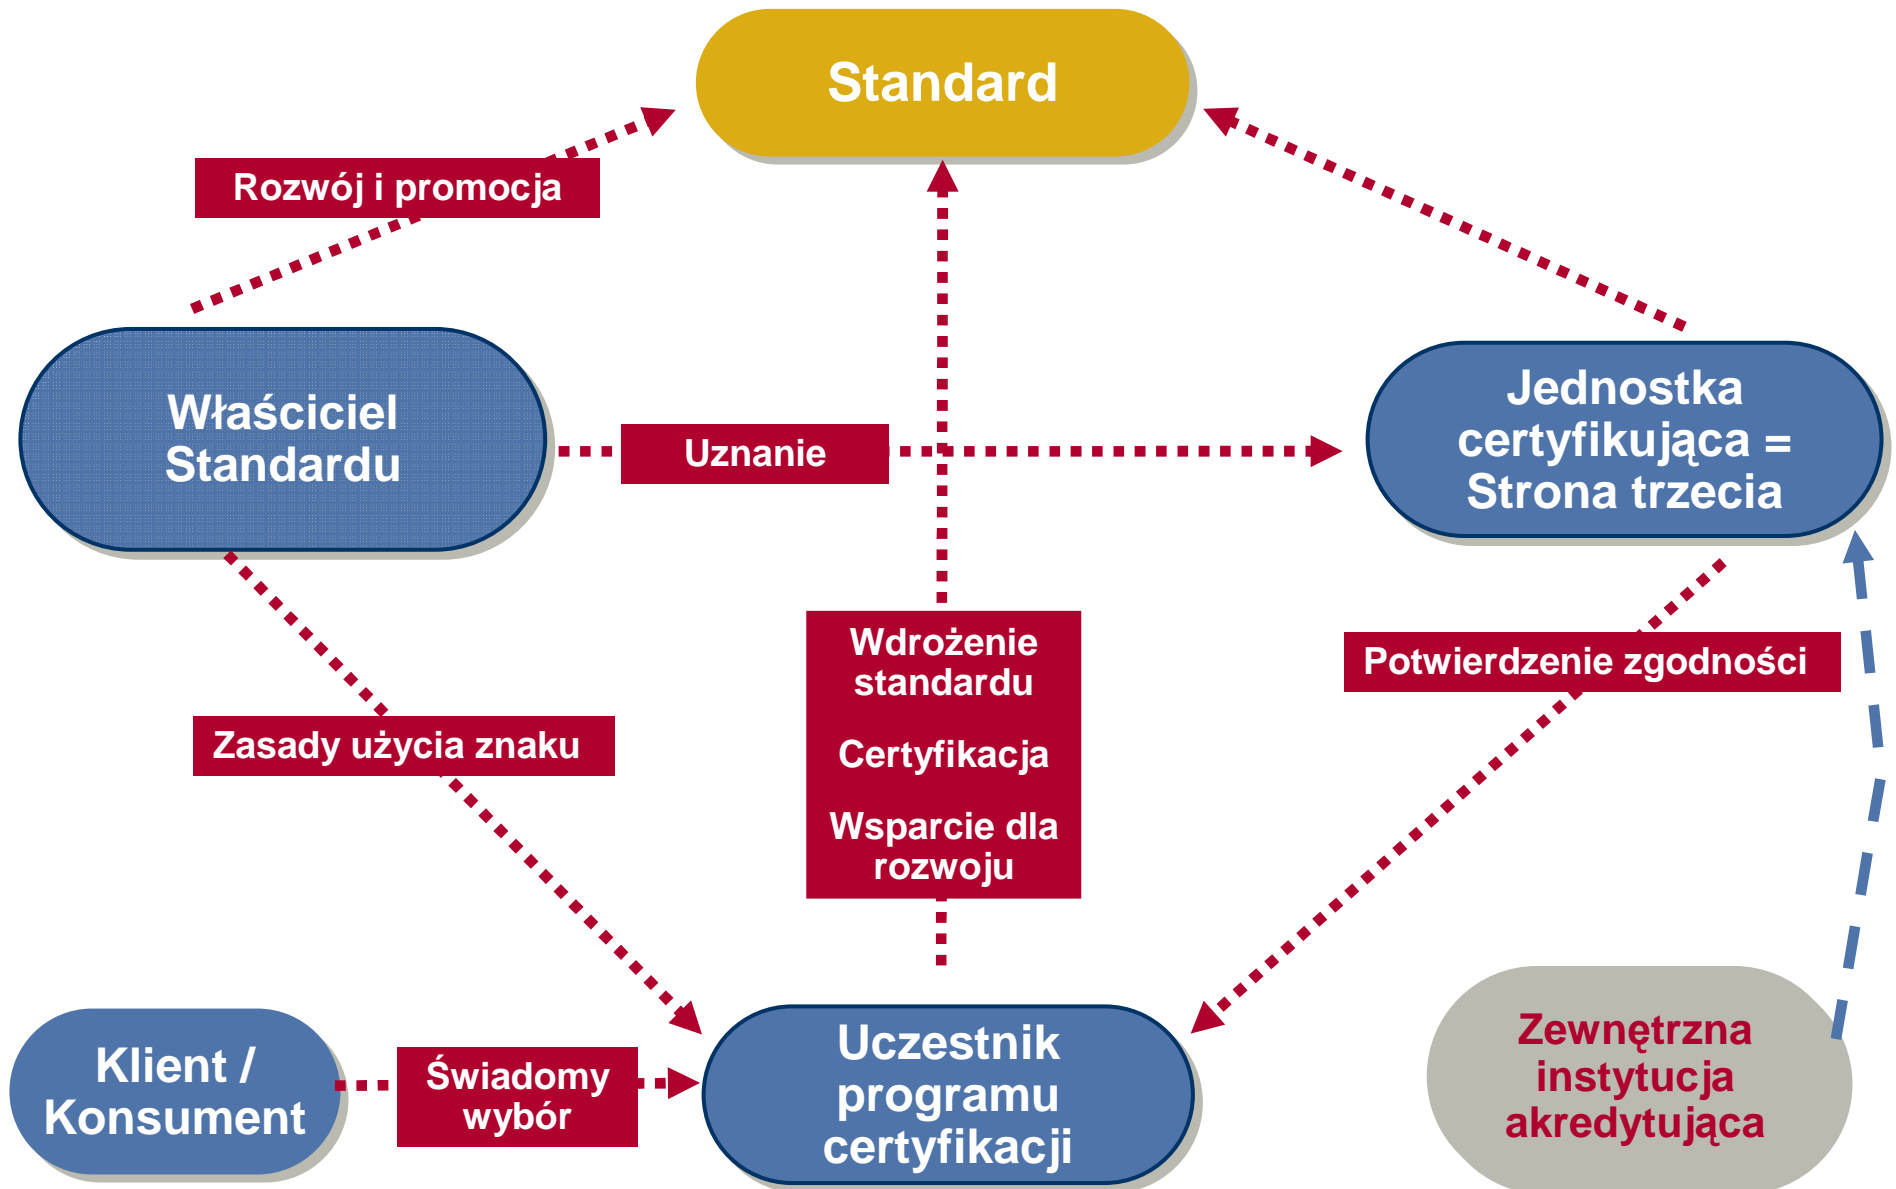 Standard
Rozwój i promocja
Właściciel
Standardu
Uznanie
Jednostka
certyfikująca =
Strona trzecia
Wdrożenie
standardu
Certyfikacja
Wsparcie dla
rozwoju
Potwierdzenie zgodności
Zasady użycia znaku
Klient /
Konsument
Świadomy
wybór
Uczestnik
programu
certyfikacji
Zewnętrzna
instytucja
akredytująca